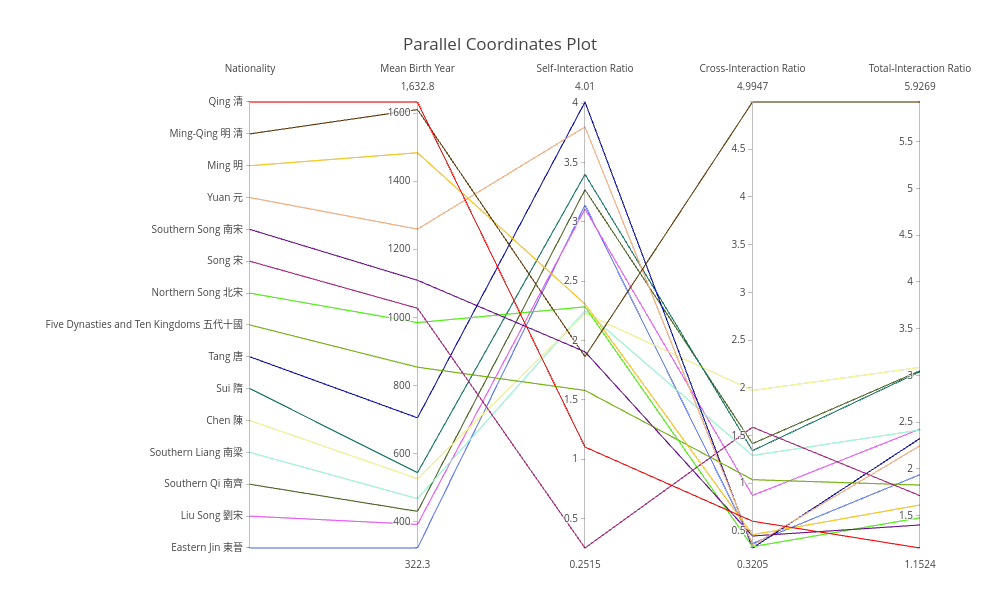 Parallel Coordinates Plot
Nationality
Mean Birth Year
Self-Interaction Ratio
Cross-Interaction Ratio
Total-Interaction Ratio
1,632.8
4.01
4.9947
5.9269
Qing 清
Ming-Qing 明 清
Ming 明
Yuan 元
Southern Song 南宋
Song 宋
Northern Song 北宋
Five Dynasties and Ten Kingdoms 五代十國
Tang 唐
Sui 隋
Chen 陳
Southern Liang 南梁
Southern Qi 南齊
Liu Song 劉宋
Eastern Jin 東晉
1600
1400
1200
1000
800
600
400
4
3.5
3
2.5
2
1.5
1
0.5
4.5
4
3.5
3
2.5
2
1.5
1
0.5
5.5
5
4.5
4
3.5
3
2.5
2
1.5
322.3
0.2515
0.3205
1.1524